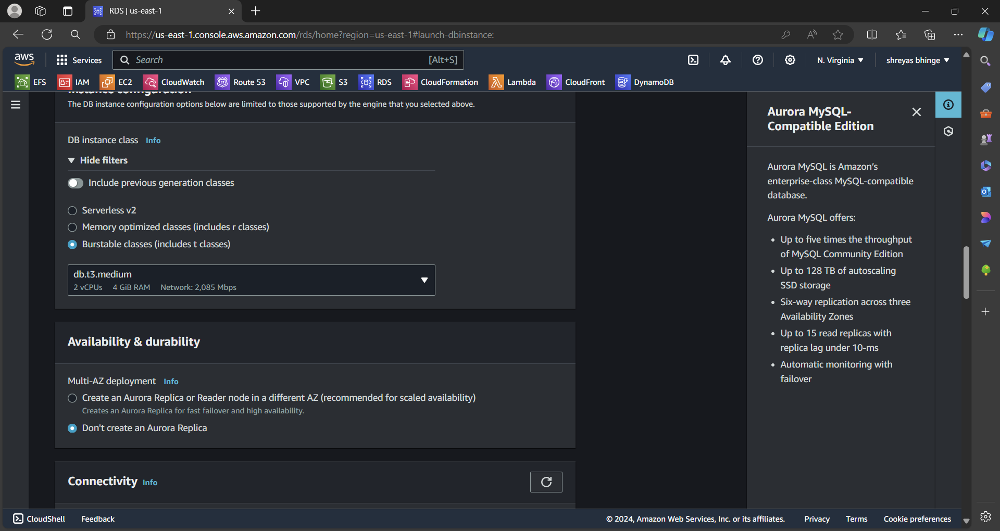 RDS | us-east-1
https://us-east-1.console.aws.amazon.com/rds/home?region=us-east-1#launch-dbinstance:
aws
Services
Search
[Alt+S]
N. Virginia
shreyas bhinge
EFS
IAM
EC2
CloudWatch
Route 53
VPC
S3
RDS
CloudFormation
Lambda
CloudFront
DynamoDB
Instance configuration
The DB instance configuration options below are limited to those supported by the engine that you selected above.
DB instance class Info
Hide filters
Include previous generation classes
Serverless v2
Memory optimized classes (includes r classes)
Burstable classes (includes t classes)
db.t3.medium
2 vCPUs 4 GiB RAM Network: 2,085 Mbps
Availability & durability
Multi-AZ deployment Info
Create an Aurora Replica or Reader node in a different AZ (recommended for scaled availability)
Creates an Aurora Replica for fast failover and high availability.
Don't create an Aurora Replica
Connectivity Info
Aurora MySQL-
Compatible Edition
Aurora MySQL is Amazon's
enterprise-class MySQL-compatible
database.
Aurora MySQL offers:
• Up to five times the throughput
of MySQL Community Edition
• Up to 128 TB of autoscaling
SSD storage
• Six-way replication across three
Availability Zones
• Up to 15 read replicas with
replica lag under 10-ms
• Automatic monitoring with
failover
CloudShell
Feedback
© 2024, Amazon Web Services, Inc. or its affiliates.
Privacy
Terms
Cookie preferences